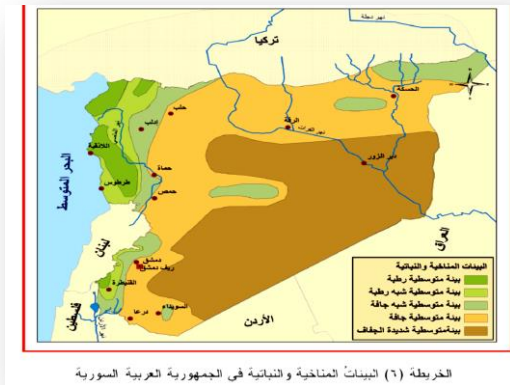 نهر دجلة
تركيا
الحسكة
حلب
إدلب
الرقة
نهر الفرات
اللاذقية
دير الزور
حماة
طرطوس
حمص
البحر المتوسط
لبنان
العراق
دمشق
ريف دمشق
القنيطرة
السويداء
درعا
فلسطين
الأردن
البيئات المناخية والنباتية
بيئة متوسطية رطبة
بيئة متوسطية شبه رطبة
بيئة متوسطية شبه جافة
بيئة متوسطية جافة
بيئة متوسطية شديدة الجفاف
الخريطة (٦) البيئاتُ المناخية والنباتية في الجمهورية العربية السورية